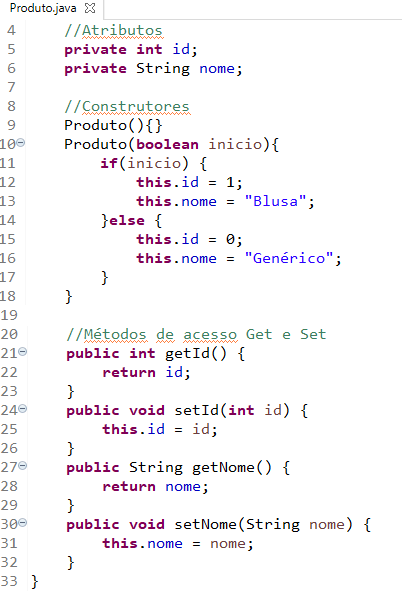 Produto.java
4 //Atributos
5 private int id;
6 private String nome;
7
8 //Construtores
9 Produto(){}
10 Produto(boolean inicio){
11 if(inicio) {
12 this.id = 1;
13 this.nome = "Blusa";
14 }else {
15 this.id = 0;
16 this.nome = "Genérico";
17 }
18 }
19
20 //Métodos de acesso Get e Set
21 public int getId() {
22 return id;
23 }
24 public void setId(int id) {
25 this.id = id;
26 }
27 public String getNome() {
28 return nome;
29 }
30 public void setNome(String nome) {
31 this.nome = nome;
32 }
33 }